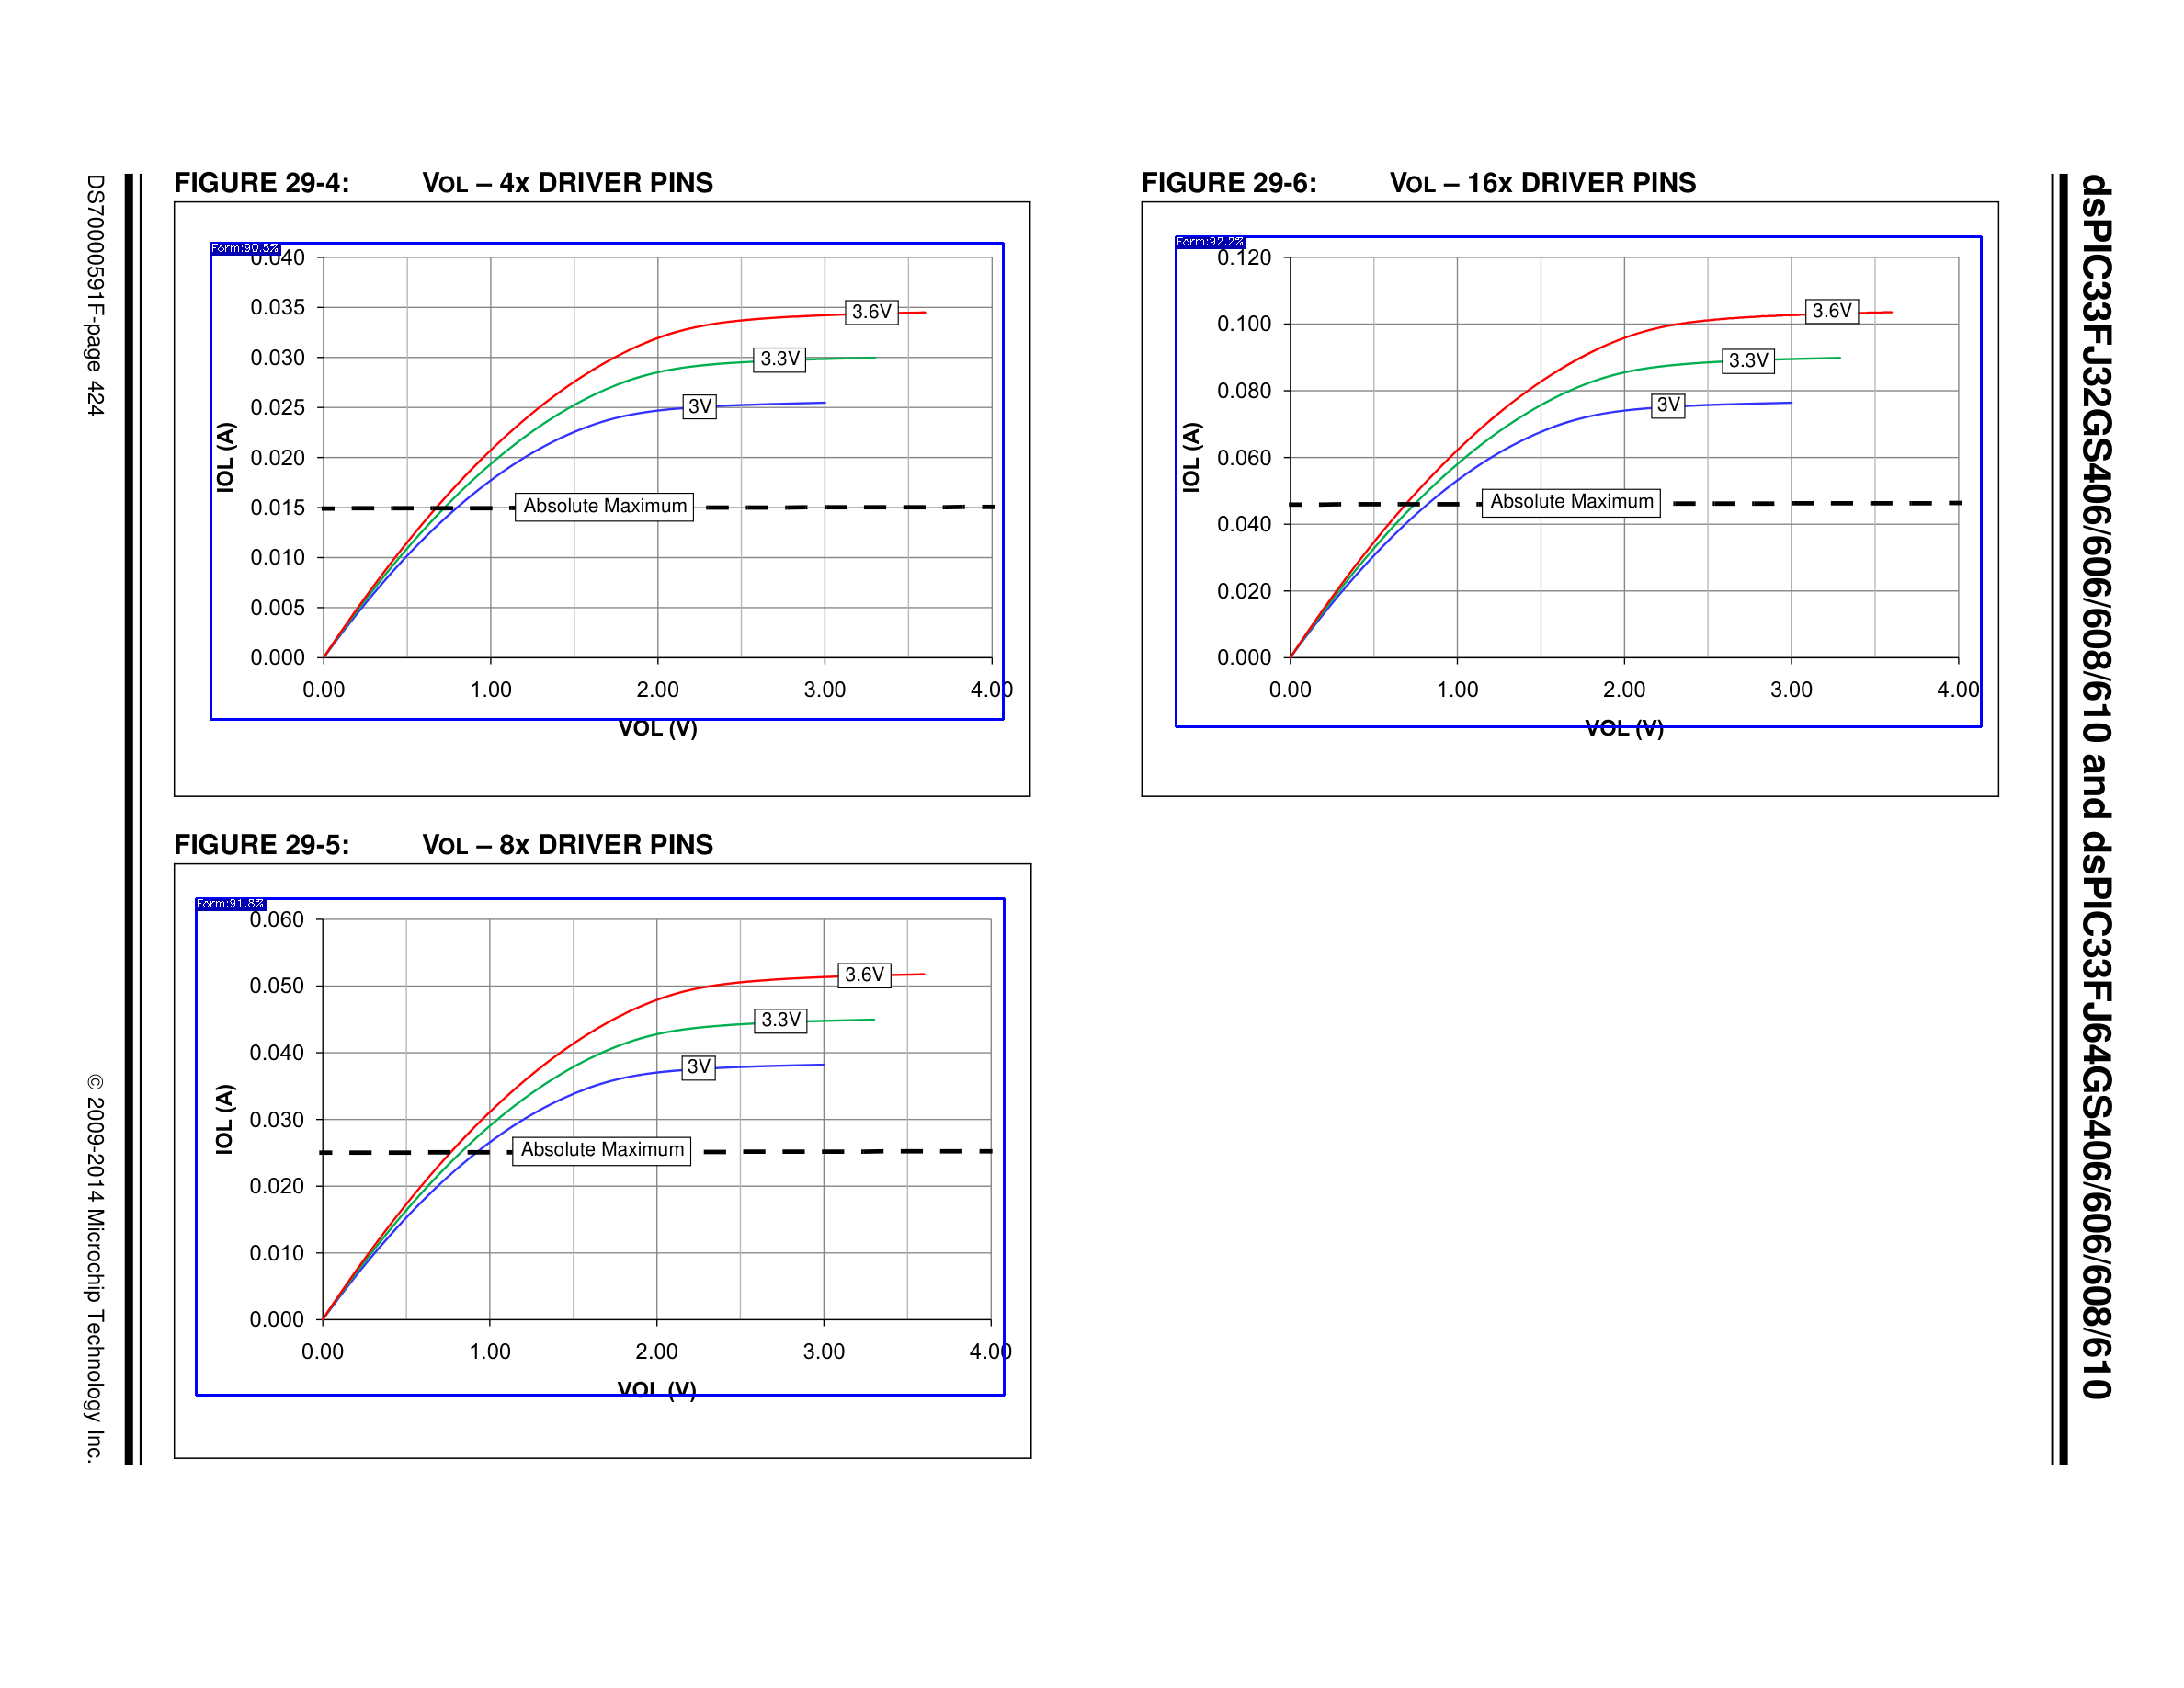 dsPIC33FJ32GS406/606/608/610 and dsPIC33FJ64GS406/606/608/610
FIGURE 29-4: VOL – 4x DRIVER PINS
Form:90.5%
0.040
0.035
0.030
0.025
0.020
0.015
0.010
0.005
0.000
IOL (A)
3.6V
3.3V
3V
Absolute Maximum
0.00 1.00 2.00 3.00 4.00
VOL (V)
FIGURE 29-5: VOL – 8x DRIVER PINS
Form:91.8%
0.060
0.050
0.040
0.030
0.020
0.010
0.000
IOL (A)
3.6V
3.3V
3V
Absolute Maximum
0.00 1.00 2.00 3.00 4.00
VOL (V)
FIGURE 29-6: VOL – 16x DRIVER PINS
Form:92.2%
0.120
0.100
0.080
0.060
0.040
0.020
0.000
IOL (A)
3.6V
3.3V
3V
Absolute Maximum
0.00 1.00 2.00 3.00 4.00
VOL (V)
DS70000591F-page 424
© 2009-2014 Microchip Technology Inc.